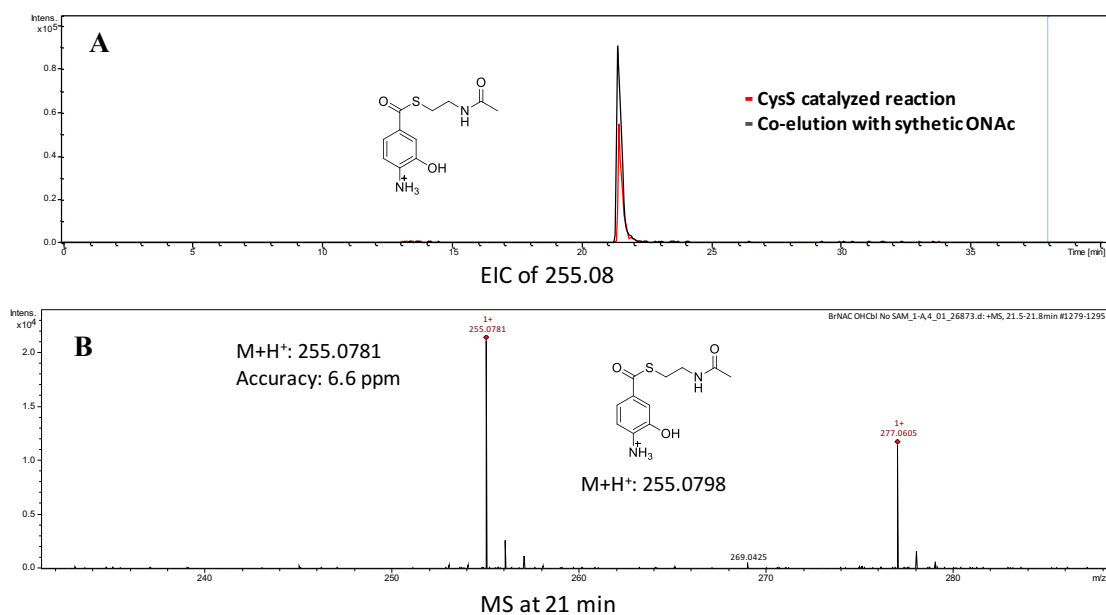 Intens.
x10⁵
A
0.8
0.6
0.4
0.2
0.0
O
S
N
H
O
OH
+
NH₃
- CysS catalyzed reaction
- Co-elution with sythetic ONAc
0 5 10 15 20 25 30 35 Time [min]
EIC of 255.08
Intens.
x10⁴
BrNAC OHCbl No SAM_1-A,4_01_26873.d: +MS, 21.5-21.8min #1279-1295
B
2.0
1.5
1.0
0.5
0.0
M+H⁺: 255.0781
Accuracy: 6.6 ppm
1+
255.0781
O
S
N
H
O
OH
+
NH₃
M+H⁺: 255.0798
1+
277.0605
269.0425
240 250 260 270 280 m/z
MS at 21 min